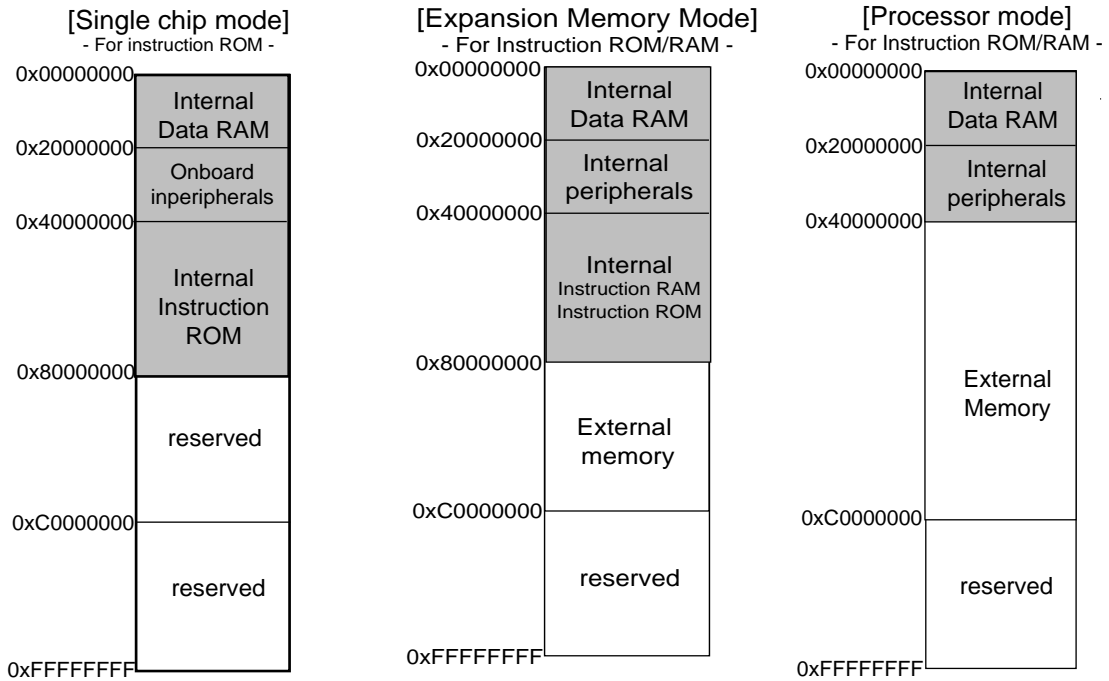 [Single chip mode]
- For instruction ROM -
0x00000000
Internal
Data RAM
0x20000000
Onboard
inperipherals
0x40000000
Internal
Instruction
ROM
0x80000000
reserved
0xC0000000
reserved
0xFFFFFFFF
[Expansion Memory Mode]
- For Instruction ROM/RAM -
0x00000000
Internal
Data RAM
0x20000000
Internal
peripherals
0x40000000
Internal
Instruction RAM
Instruction ROM
0x80000000
External
memory
0xC0000000
reserved
0xFFFFFFFF
[Processor mode]
- For Instruction ROM/RAM -
0x00000000
Internal
Data RAM
0x20000000
Internal
peripherals
0x40000000
External
Memory
0xC0000000
reserved
0xFFFFFFFF